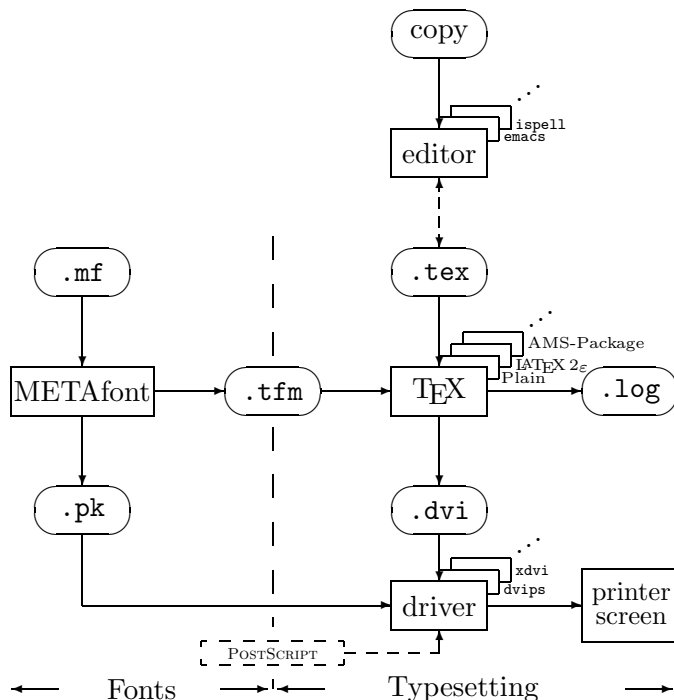 copy
ispell
emacs
editor
.mf
.tex
AMS-Package
LATEX 2ε
Plain
METAfont
.tfm
TEX
.log
.pk
.dvi
xdvi
dvips
driver
printer
screen
POSTSCRIPT
Fonts
Typesetting